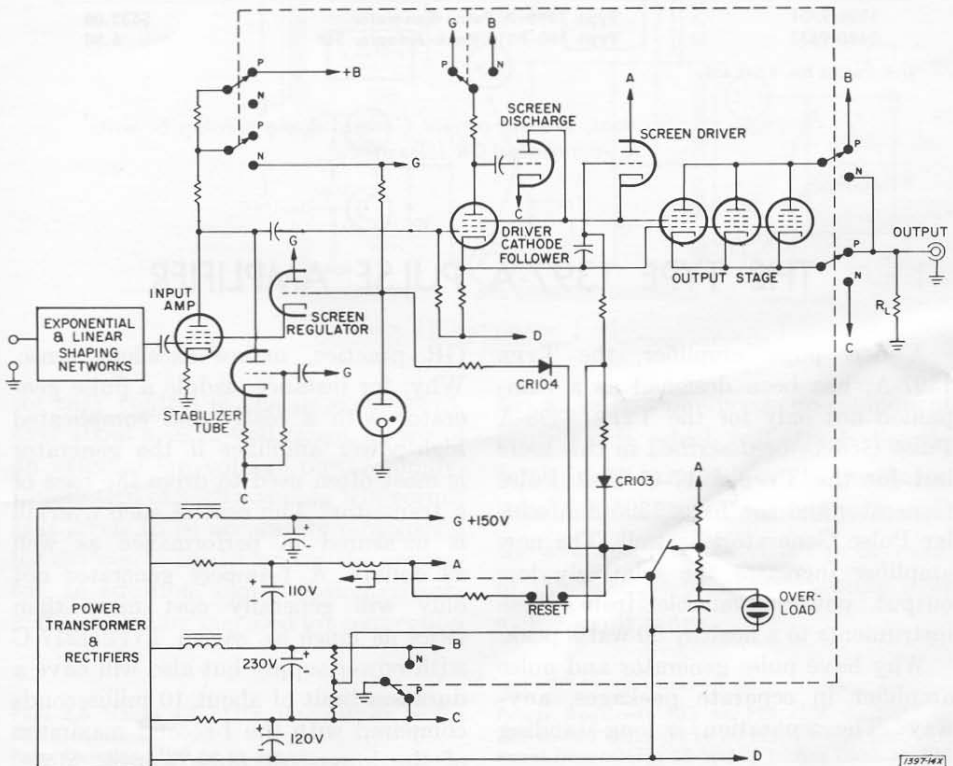 G B
P N
P +B
N
P
N G
SCREEN
DISCHARGE
A
SCREEN DRIVER
B
P
N
G
C
DRIVER
CATHODE
FOLLOWER
OUTPUT STAGE
P
N
OUTPUT
R_L
C
INPUT
AMP
SCREEN
REGULATOR
EXPONENTIAL
& LINEAR
SHAPING
NETWORKS
G
D
CR104
STABILIZER
TUBE
C
CR103
G +150V
+
-
A
A
+
110V
RESET
OVER-
LOAD
POWER
TRANSFORMER
&
RECTIFIERS
B
230V +
N
P
C
+
120V
D
1397-14X